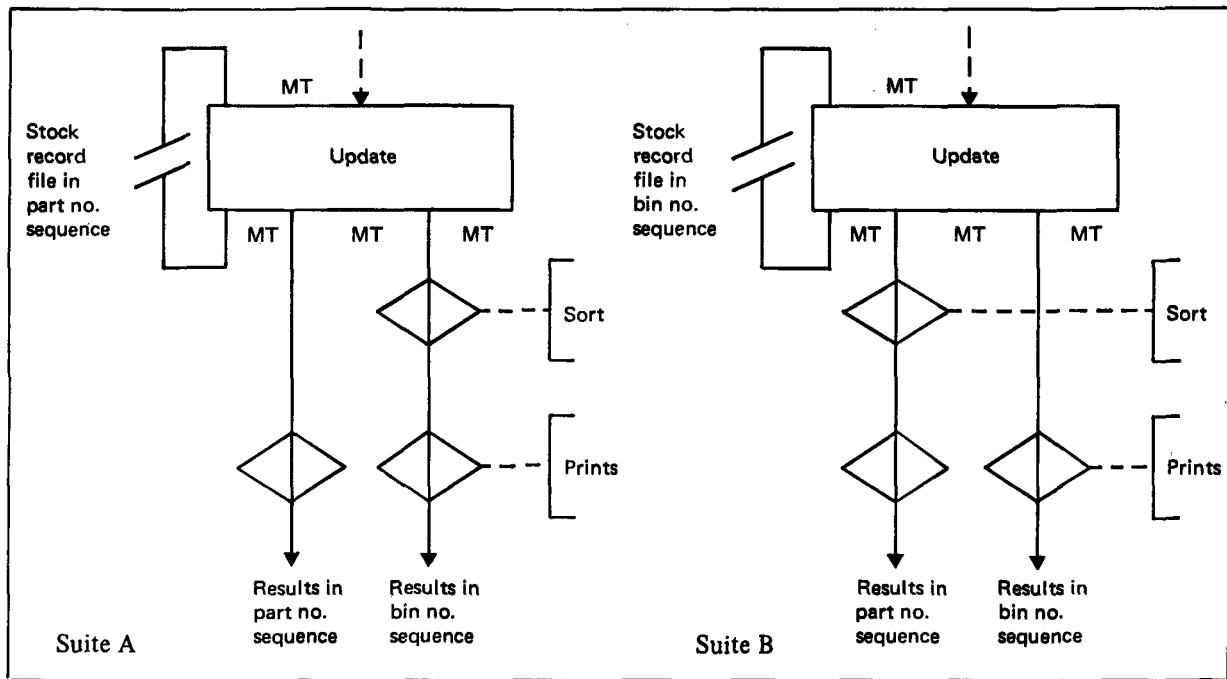 MT
Stock
record
file in
part no.
sequence
Update
MT
MT
MT
Sort
Prints
Results in
part no.
sequence
Results in
bin no.
sequence
Suite A
MT
Stock
record
file in
bin no.
sequence
Update
MT
MT
MT
Sort
Prints
Results in
part no.
sequence
Results in
bin no.
sequence
Suite B